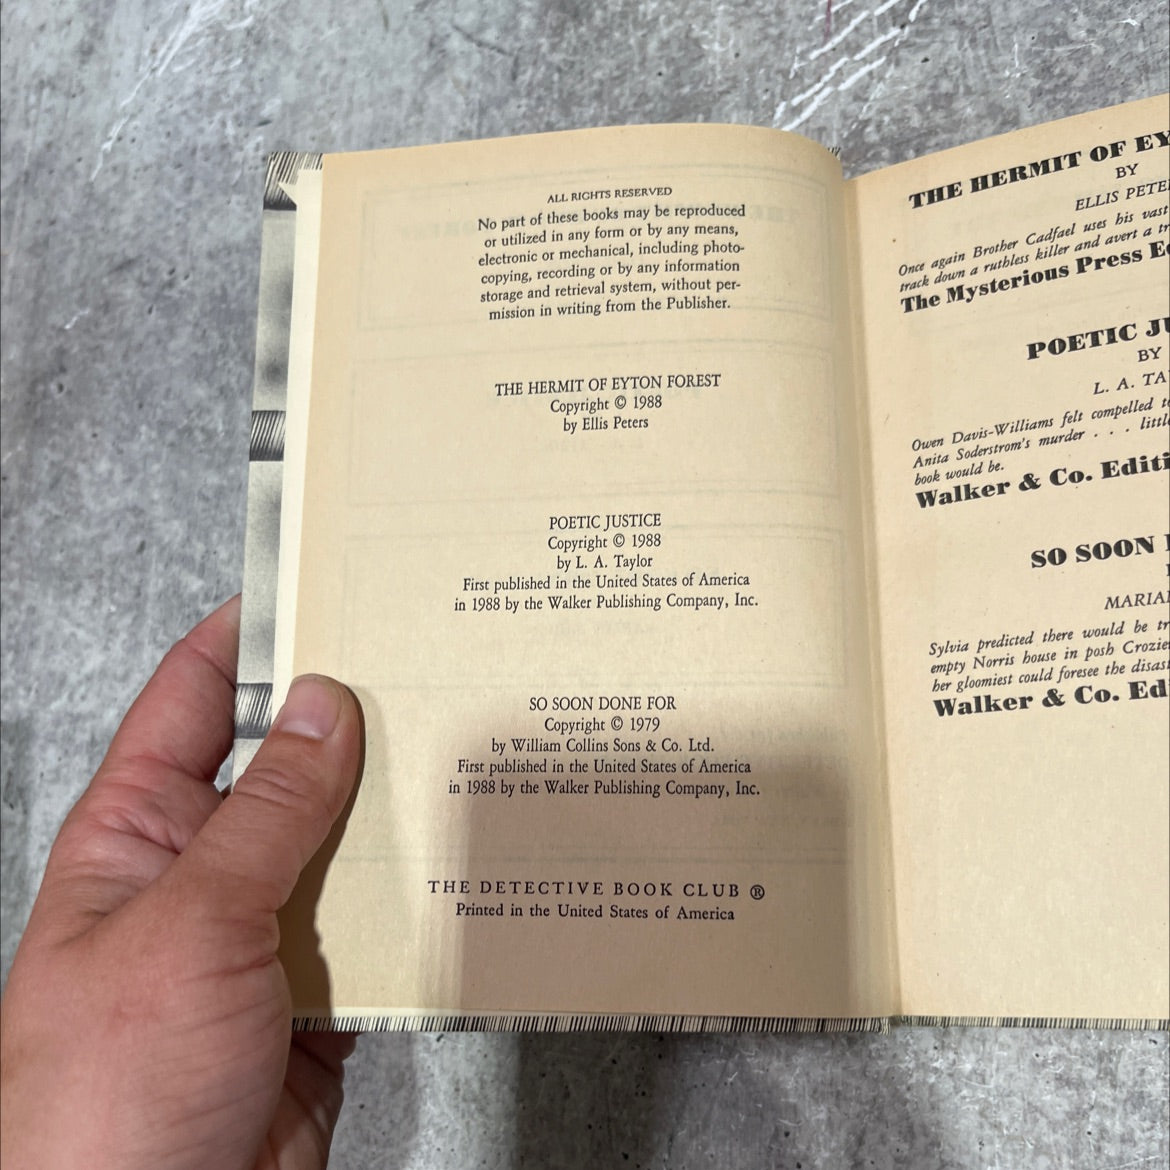 ALL RIGHTS RESERVED
No part of these books may be reproduced
or utilized in any form or by any means,
electronic or mechanical, including photo-
copying, recording or by any information
storage and retrieval system, without per-
mission in writing from the Publisher.
THE HERMIT OF EYTON FOREST
Copyright © 1988
by Ellis Peters
POETIC JUSTICE
Copyright © 1988
by L. A. Taylor
First published in the United States of America
in 1988 by the Walker Publishing Company, Inc.
SO SOON DONE FOR
Copyright © 1979
by William Collins Sons & Co. Ltd.
First published in the United States of America
in 1988 by the Walker Publishing Company, Inc.
THE DETECTIVE BOOK CLUB ®
Printed in the United States of America
THE HERMIT OF EY
BY
ELLIS PETE
Once again Brother Cadfael uses his vast
track down a ruthless killer and avert a tr
The Mysterious Press E
POETIC JU
BY
L. A. TA
Owen Davis-Williams felt compelled t
Anita Soderstrom's murder . . . littl
book would be.
Walker & Co. Editi
SO SOON
MARIA
Sylvia predicted there would be tr
empty Norris house in posh Crozie
her gloomiest could foresee the disas
Walker & Co. Ed